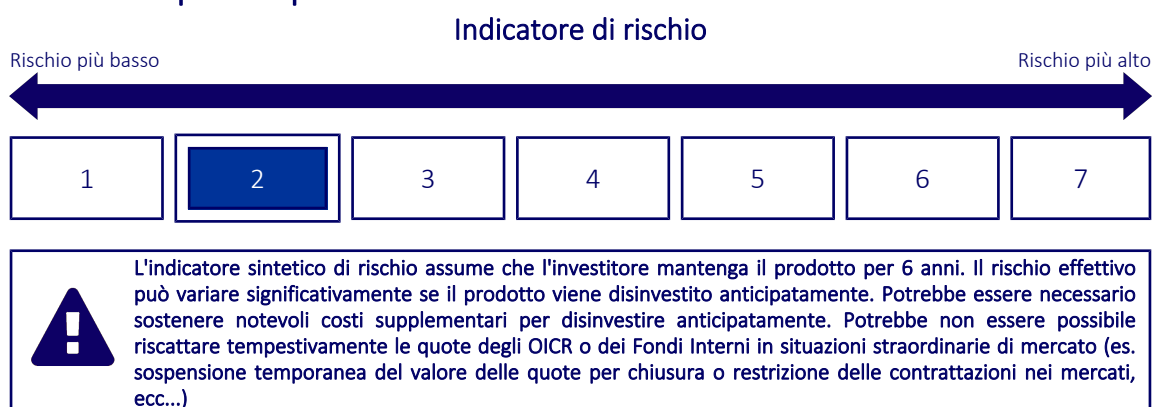 Indicatore di rischio
Rischio più basso
Rischio più alto
1
2
3
4
5
6
7
L'indicatore sintetico di rischio assume che l'investitore mantenga il prodotto per 6 anni. Il rischio effettivo
può variare significativamente se il prodotto viene disinvestito anticipatamente. Potrebbe essere necessario
sostenere notevoli costi supplementari per disinvestire anticipatamente. Potrebbe non essere possibile
riscattare tempestivamente le quote degli OICR o dei Fondi Interni in situazioni straordinarie di mercato (es.
sospensione temporanea del valore delle quote per chiusura o restrizione delle contrattazioni nei mercati,
ecc...)